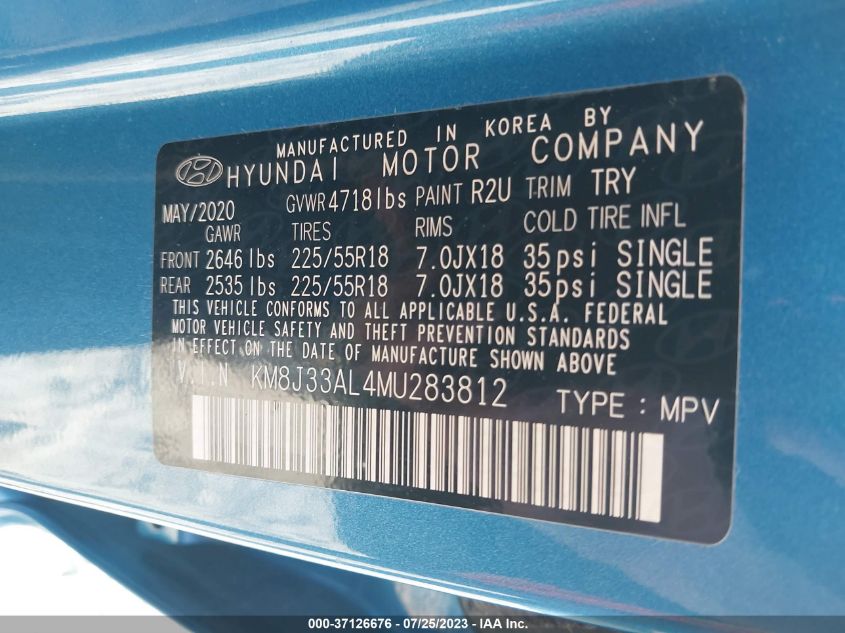 MANUFACTURED IN KOREA BY
HYUNDAI MOTOR COMPANY
MAY/2020 GVWR 4718lbs PAINT R2U TRIM TRY
GAWR TIRES RIMS COLD TIRE INFL
FRONT 2646 lbs 225/55R18 7.0JX18 35psi SINGLE
REAR 2535 lbs 225/55R18 7.0JX18 35psi SINGLE
THIS VEHICLE CONFORMS TO ALL APPLICABLE U.S.A. FEDERAL
MOTOR VEHICLE SAFETY AND THEFT PREVENTION STANDARDS
IN EFFECT ON THE DATE OF MANUFACTURE SHOWN ABOVE
V.I.N KM8J33AL4MU283812 TYPE : MPV
000-37126676 - 07/25/2023 - IAA Inc.